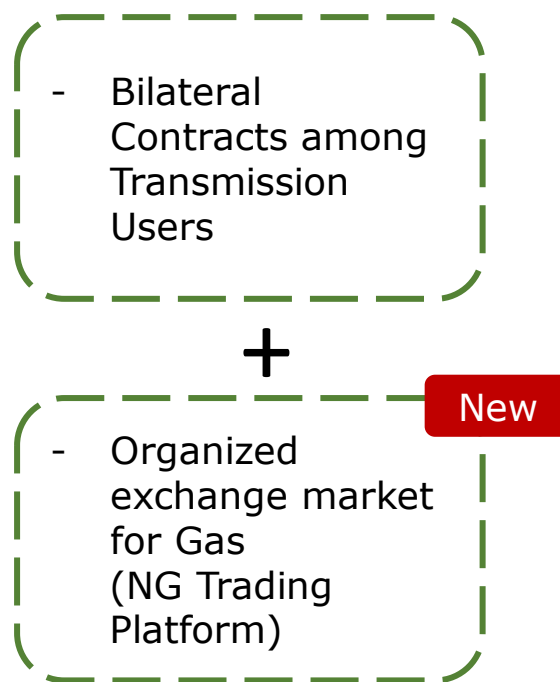 - Bilateral
Contracts among
Transmission
Users
+
New
- Organized
exchange market
for Gas
(NG Trading
Platform)